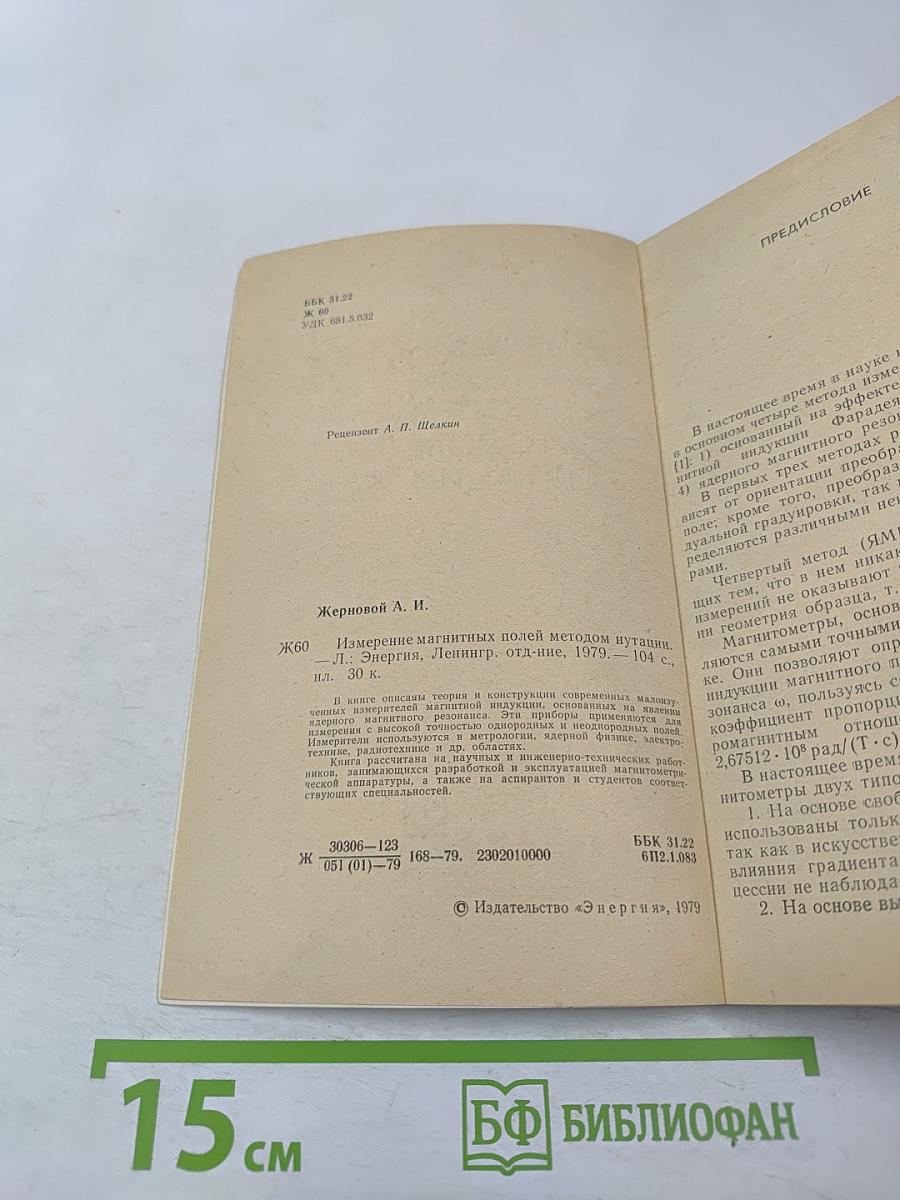 ББК 31.22
Ж 60
УДК 681.5.032
Рецензент А. П. Щелкин
Жерновой А. И.
Ж60 Измерение магнитных полей методом нутации.
— Л.: Энергия, Ленингр. отд-ние, 1979. — 104 с.,
ил. 30 к.
В книге описаны теория и конструкции современных малоизу-
ченных измерителей магнитной индукции, основанных на явлении
ядерного магнитного резонанса. Эти приборы применяются для
измерения с высокой точностью однородных и неоднородных полей.
Измерители используются в метрологии, ядерной физике, электро-
технике, радиотехнике и др. областях.
Книга рассчитана на научных и инженерно-технических работ-
ников, занимающихся разработкой и эксплуатацией магнитометри-
ческой аппаратуры, а также на аспирантов и студентов соответ-
ствующих специальностей.
Ж 30306—123
051 (01)—79 168—79. 2302010000
ББК 31.22
6П2.1.083
© Издательство «Энергия», 1979
ПРЕДИСЛОВИЕ
В настоящее время в науке
в основном четыре метода изме
[1]: 1) основанный на эффекте
нитной индукции Фарадея
4) ядерного магнитного резо
В первых трех методах
висят от ориентации преобра
поле; кроме того, преобраз
дуальной градуировки, так
ределяются различными не
рами.
Четвертый метод (ЯМ
щих тем, что в нем ника
измерений не оказывают
ни геометрия образца, т.
Магнитометры, основ
ляются самыми точными
ке. Они позволяют опр
индукции магнитного п
зонанса ω, пользуясь с
коэффициент пропорци
ромагнитным отнош
2,67512 · 10⁸ рад/(Т · с)
В настоящее время
нитометры двух типо
1. На основе своб
использованы только
так как в искусстве
влияния градиента
цессии не наблюда
2. На основе вы
15 см
БФ БИБЛИОФАН